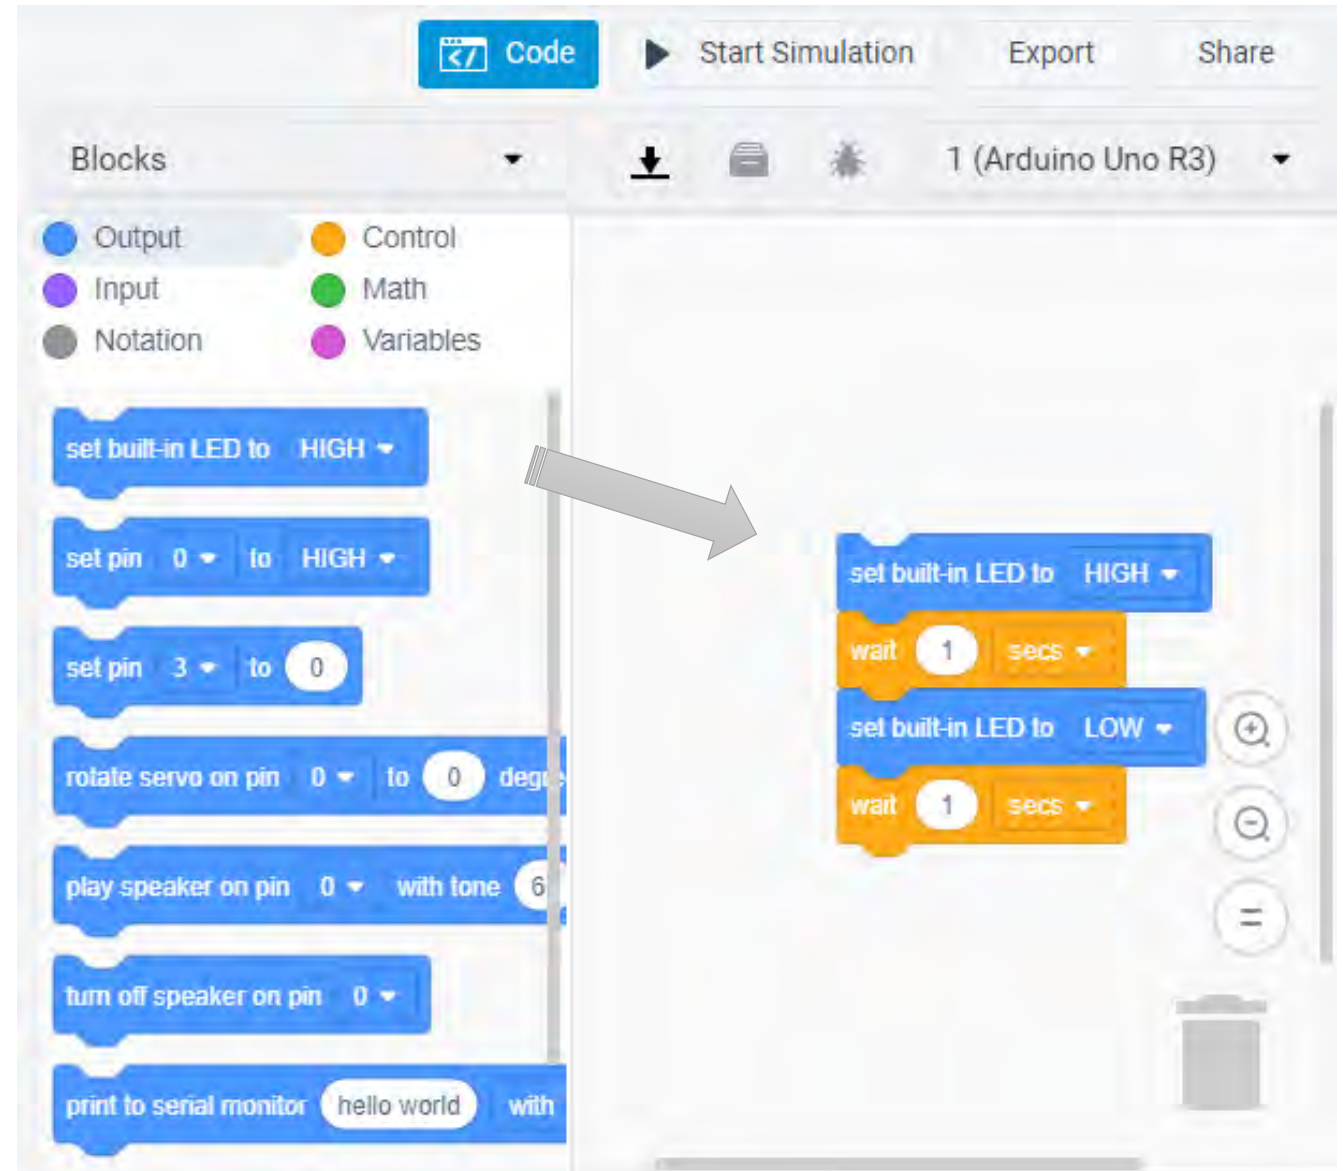 Code Start Simulation Export Share
Blocks
1 (Arduino Uno R3)
Output Control
Input Math
Notation Variables
set built-in LED to HIGH
set pin 0 to HIGH
set pin 3 to 0
rotate servo on pin 0 to 0
play speaker on pin 0 with tone 6
turn off speaker on pin 0
print to serial monitor hello world with
set built-in LED to HIGH
wait 1 secs
set built-in LED to LOW
wait 1 secs